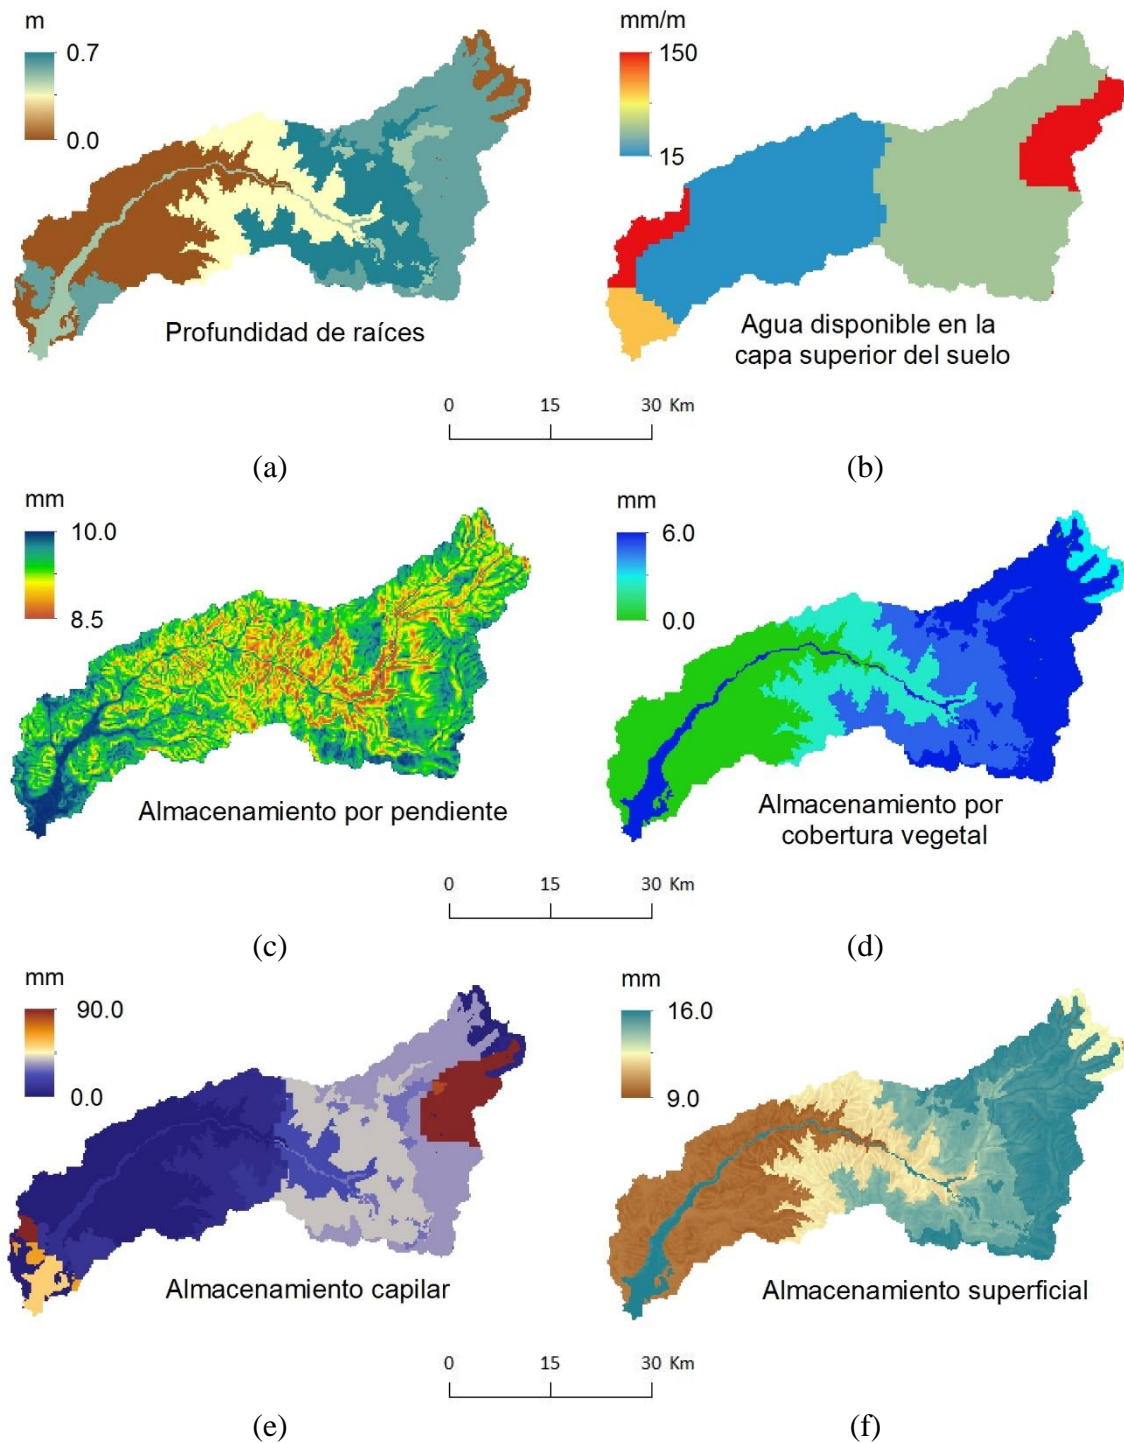 m
0.7
0.0
Profundidad de raíces
mm/m
150
15
Agua disponible en la
capa superior del suelo
0 15 30 Km
(a)
(b)
mm
10.0
8.5
Almacenamiento por pendiente
6.0
0.0
Almacenamiento por
cobertura vegetal
0 15 30 Km
(c)
(d)
mm
90.0
0.0
Almacenamiento capilar
mm
16.0
9.0
Almacenamiento superficial
0 15 30 Km
(e)
(f)